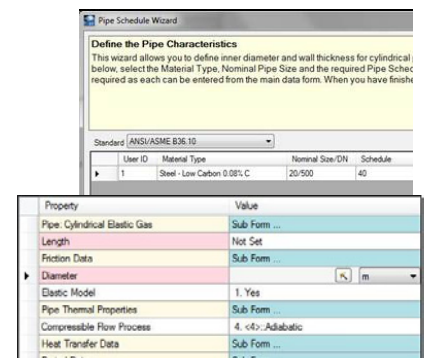 Pipe Schedule Wizard
Define the Pipe Characteristics
This wizard allows you to define inner diameter and wall thickness for cylindrical
below, select the Material Type, Nominal Pipe Size and the required Pipe Sched
required as each can be entered from the main data form. When you have finishe
Standard ANSI/ASME B36.10
User ID Material Type Nominal Size/DN Schedule
1 Steel - Low Carbon 0.08% C 20/500 40
Property Value
Pipe: Cylindrical Elastic Gas Sub Form ...
Length Not Set
Friction Data Sub Form ...
Diameter m
Elastic Model 1. Yes
Pipe Thermal Properties Sub Form ...
Compressible Flow Process 4. <4>:Adiabatic
Heat Transfer Data Sub Form ...